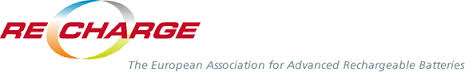 RECHARGE
The European Association for Advanced Rechargeable Batteries